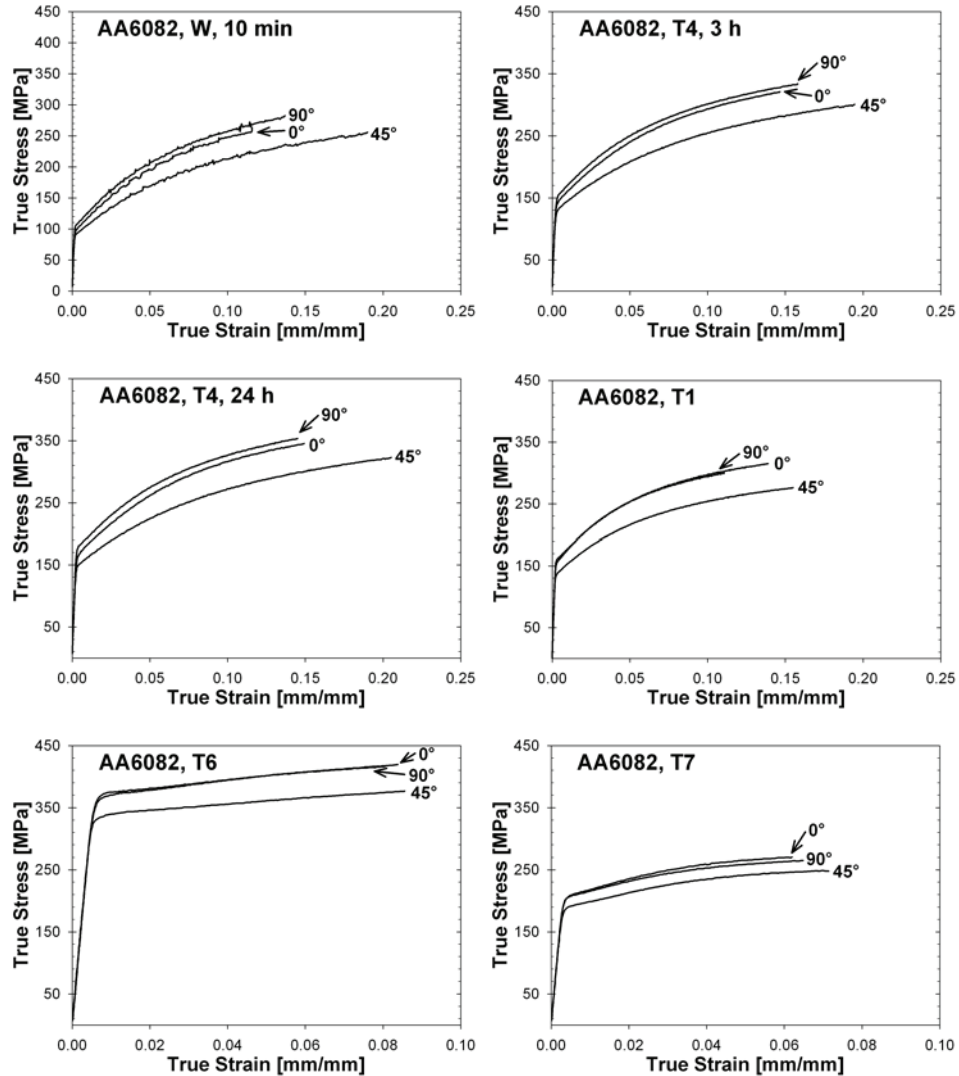 AA6082, W, 10 min
True Stress [MPa]
450
400
350
300
250
200
150
100
50
0
90°
0°
45°
0.00 0.05 0.10 0.15 0.20 0.25
True Strain [mm/mm]
AA6082, T4, 3 h
True Stress [MPa]
450
350
250
150
50
90°
0°
45°
0.00 0.05 0.10 0.15 0.20 0.25
True Strain [mm/mm]
AA6082, T4, 24 h
True Stress [MPa]
450
350
250
150
50
90°
0°
45°
0.00 0.05 0.10 0.15 0.20 0.25
True Strain [mm/mm]
AA6082, T1
True Stress [MPa]
450
350
250
150
50
90°
0°
45°
0.00 0.05 0.10 0.15 0.20 0.25
True Strain [mm/mm]
AA6082, T6
True Stress [MPa]
450
350
250
150
50
0°
90°
45°
0.00 0.02 0.04 0.06 0.08 0.10
True Strain [mm/mm]
AA6082, T7
True Stress [MPa]
450
350
250
150
50
0°
90°
45°
0.00 0.02 0.04 0.06 0.08 0.10
True Strain [mm/mm]